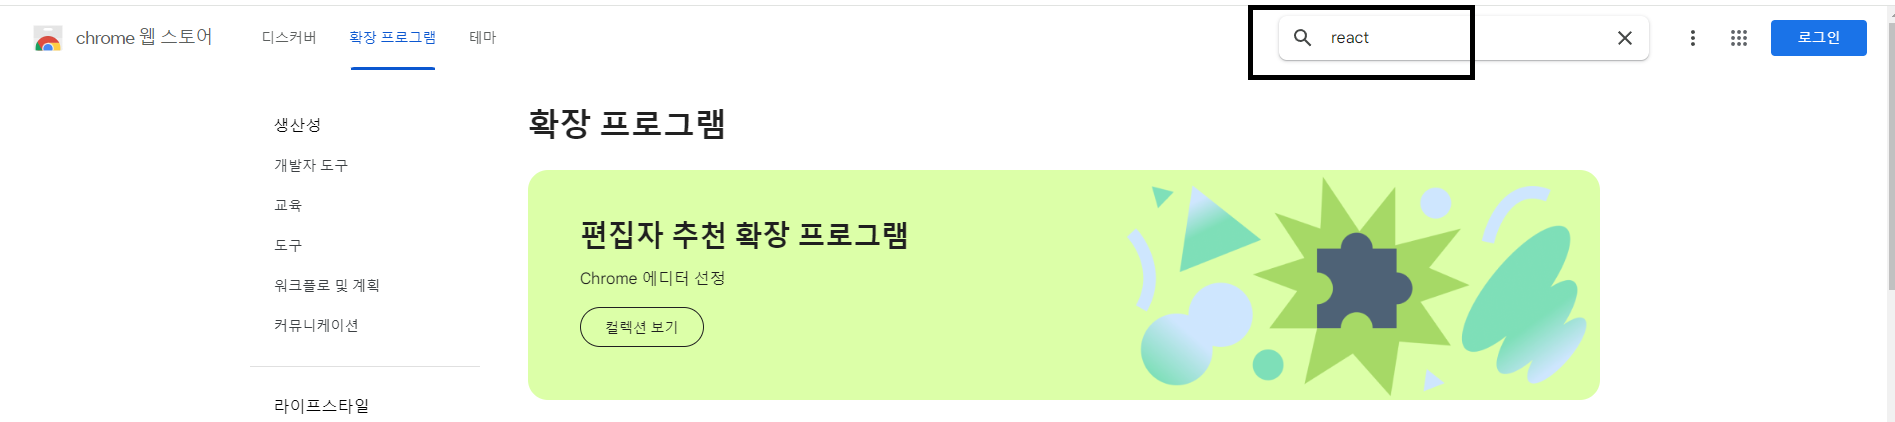 chrome 웹 스토어
디스커버
확장 프로그램
테마
react
로그인
생산성
개발자 도구
교육
도구
워크플로 및 계획
커뮤니케이션
라이프스타일
확장 프로그램
편집자 추천 확장 프로그램
Chrome 에디터 선정
컬렉션 보기